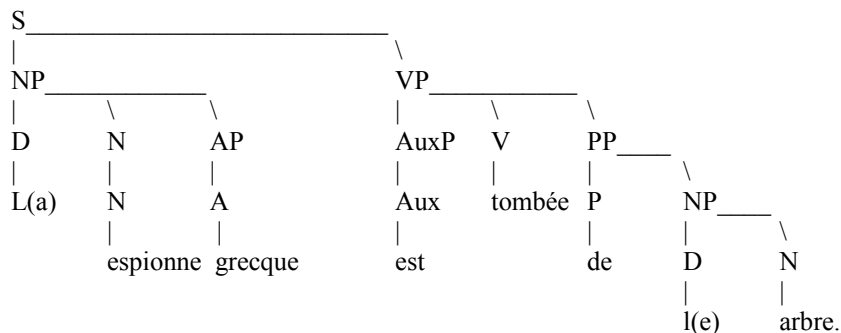 S
NP VP
D N AP AuxP V PP
L(a) N A Aux tombée P NP
espionne grecque est de D N
l(e) arbre.